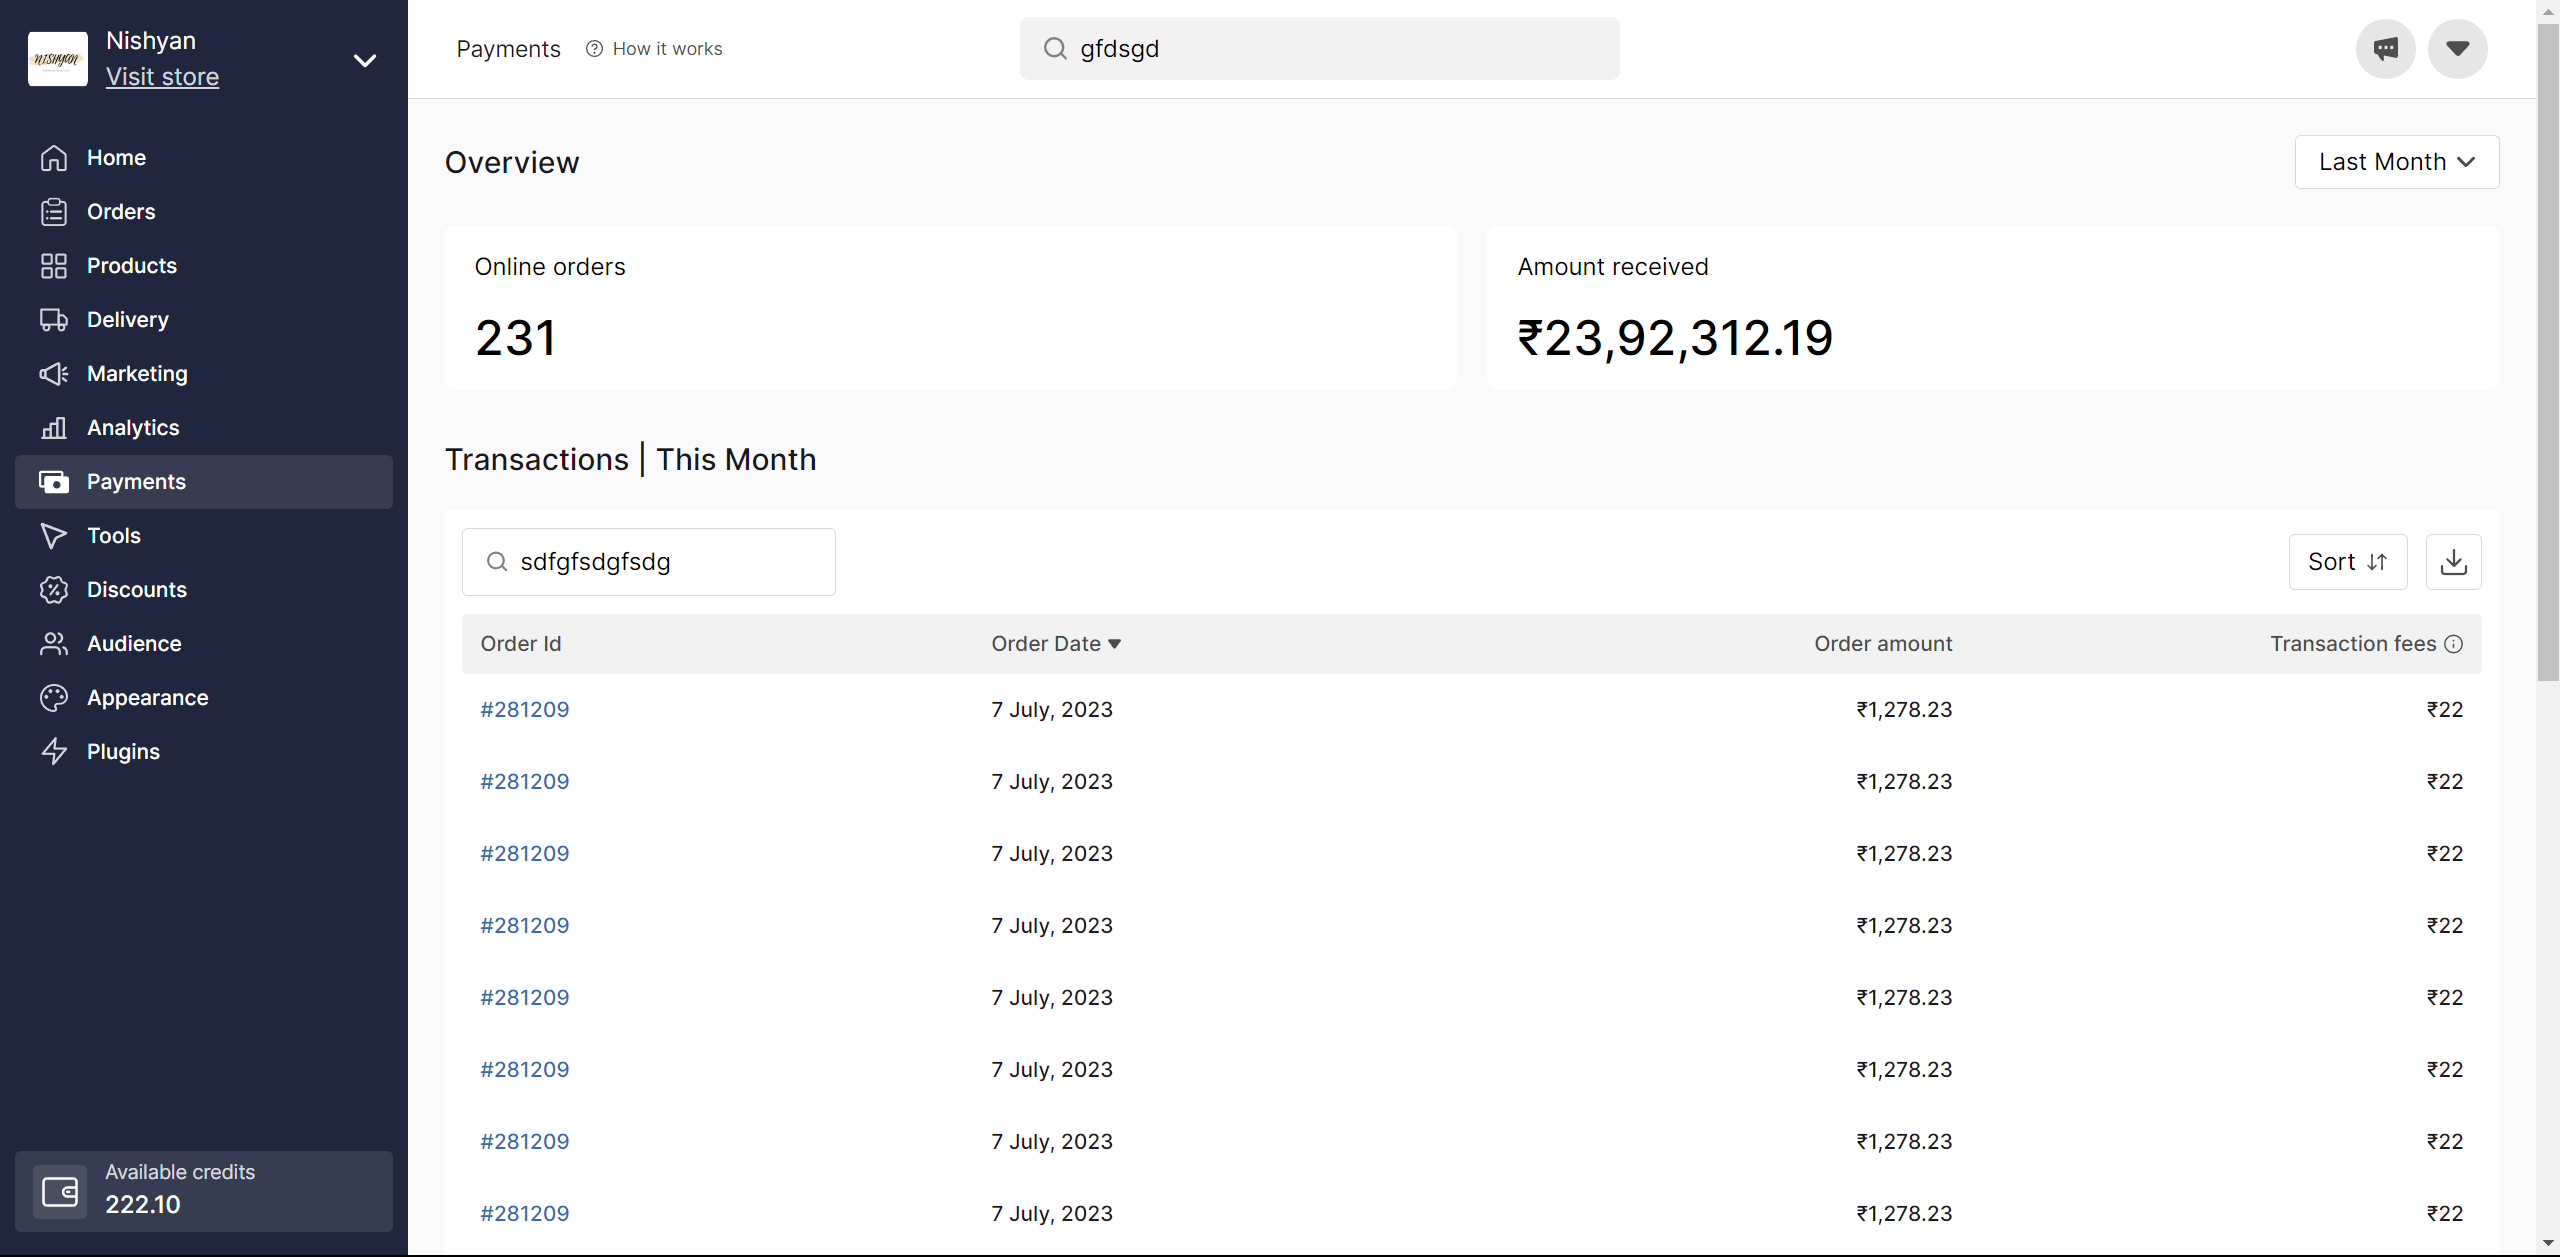 NISHYAN
Nishyan
Visit store
Home
Orders
Products
Delivery
Marketing
Analytics
Payments
Tools
Discounts
Audience
Appearance
Plugins
Available credits
222.10
Payments How it works
gfdsgd
Overview
Last Month
Online orders
231
Amount received
₹23,92,312.19
Transactions | This Month
sdfgfsdgfsdg
Sort
Order Id Order Date Order amount Transaction fees
#281209 7 July, 2023 ₹1,278.23 ₹22
#281209 7 July, 2023 ₹1,278.23 ₹22
#281209 7 July, 2023 ₹1,278.23 ₹22
#281209 7 July, 2023 ₹1,278.23 ₹22
#281209 7 July, 2023 ₹1,278.23 ₹22
#281209 7 July, 2023 ₹1,278.23 ₹22
#281209 7 July, 2023 ₹1,278.23 ₹22
#281209 7 July, 2023 ₹1,278.23 ₹22